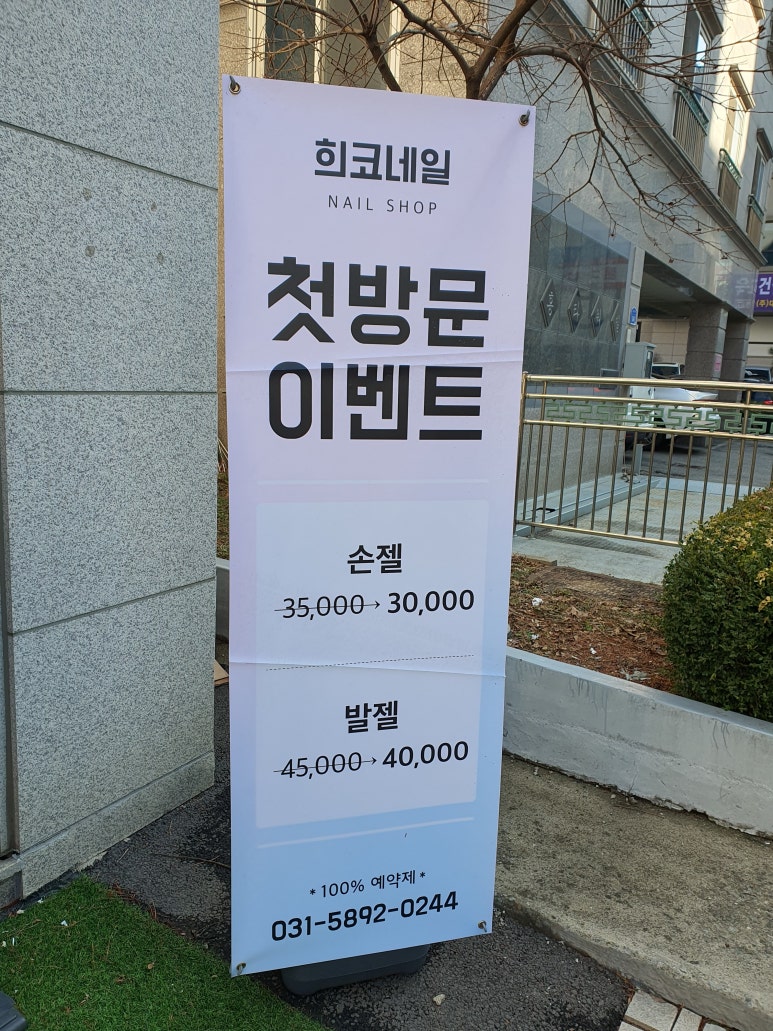 희코네일
NAIL SHOP
첫방문
이벤트
손젤
35,000→ 30,000
발젤
45,000→ 40,000
*100% 예약제*
031-5892-0244
건